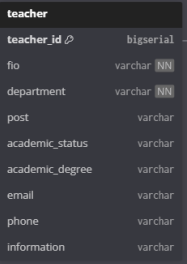 teacher
teacher_id bigserial
fio varchar NN
department varchar NN
post varchar
academic_status varchar
academic_degree varchar
email varchar
phone varchar
information varchar